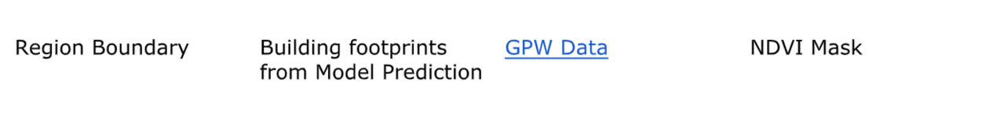 Region Boundary
Building footprints
from Model Prediction
GPW Data
NDVI Mask